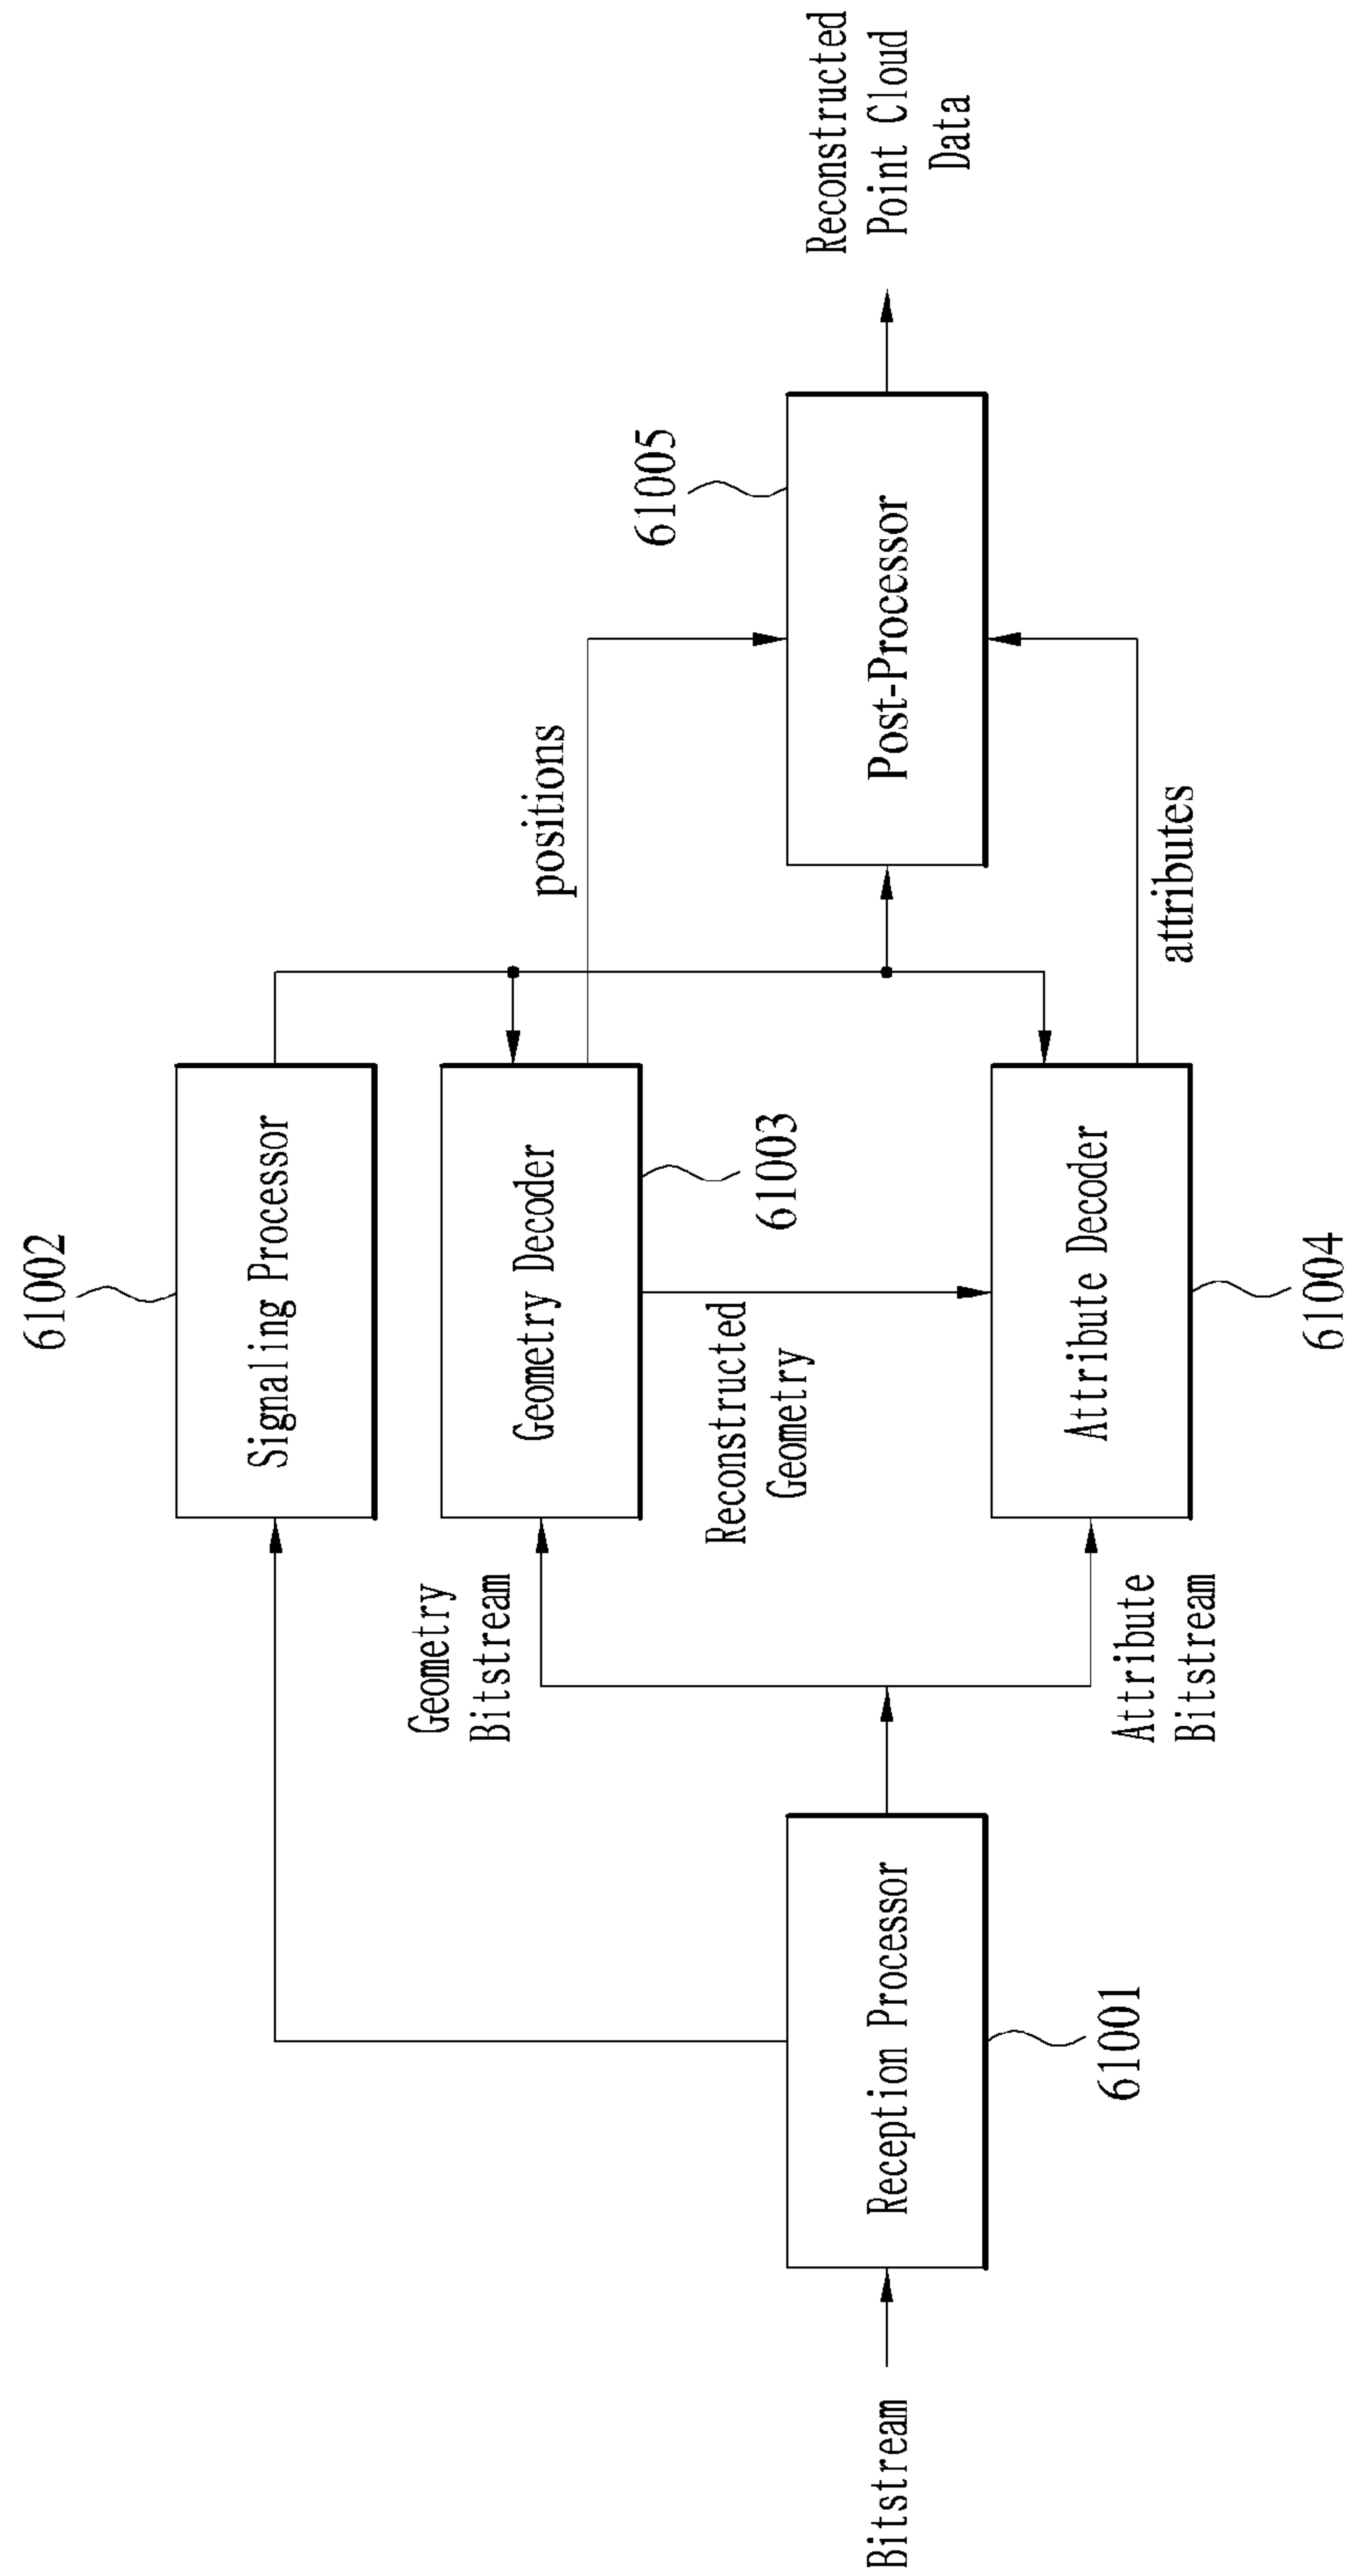 Bitstream
Reception Processor
61001
Geometry
Bitstream
Attribute
Bitstream
61002
Signaling Processor
Geometry Decoder
61003
Reconstructed
Geometry
Attribute Decoder
61004
positions
attributes
61005
Post-Processor
Reconstructed
Point Cloud
Data